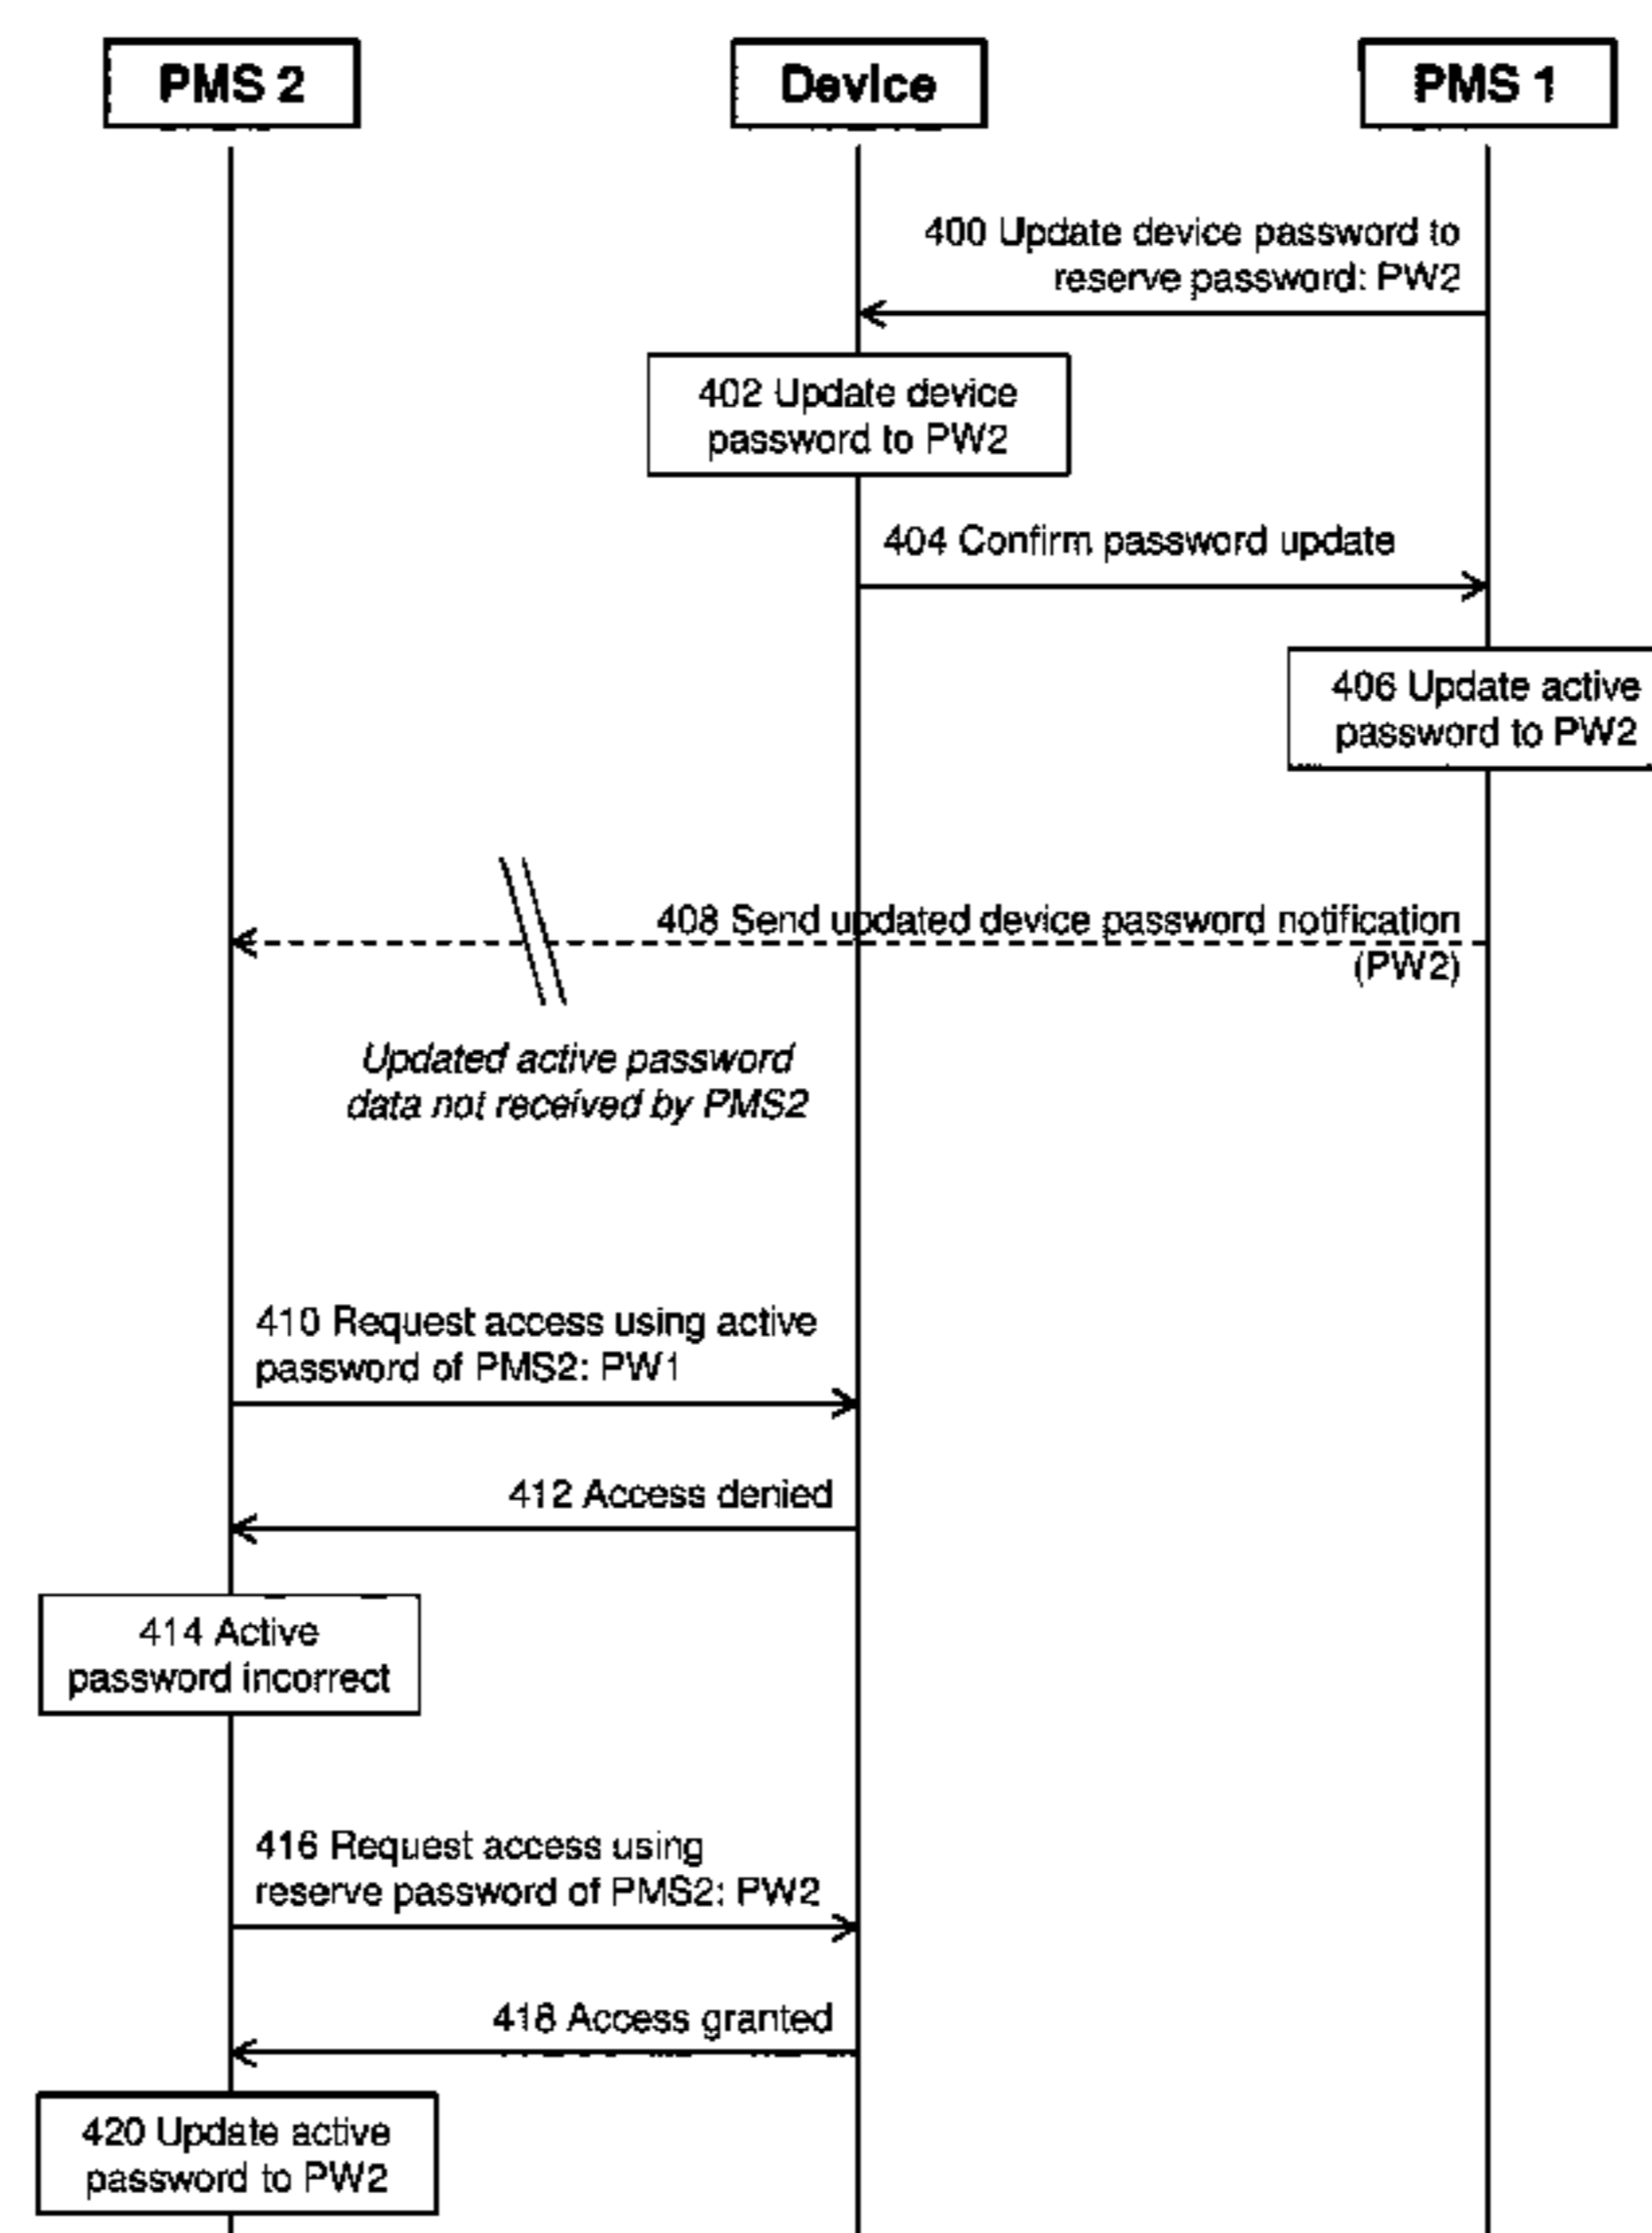 PMS 2
Device
PMS 1
400 Update device password to
reserve password: PW2
402 Update device
password to PW2
404 Confirm password update
406 Update active
password to PW2
408 Send updated device password notification
(PW2)
Updated active password
data not received by PMS2
410 Request access using active
password of PMS2: PW1
412 Access denied
414 Active
password incorrect
416 Request access using
reserve password of PMS2: PW2
418 Access granted
420 Update active
password to PW2